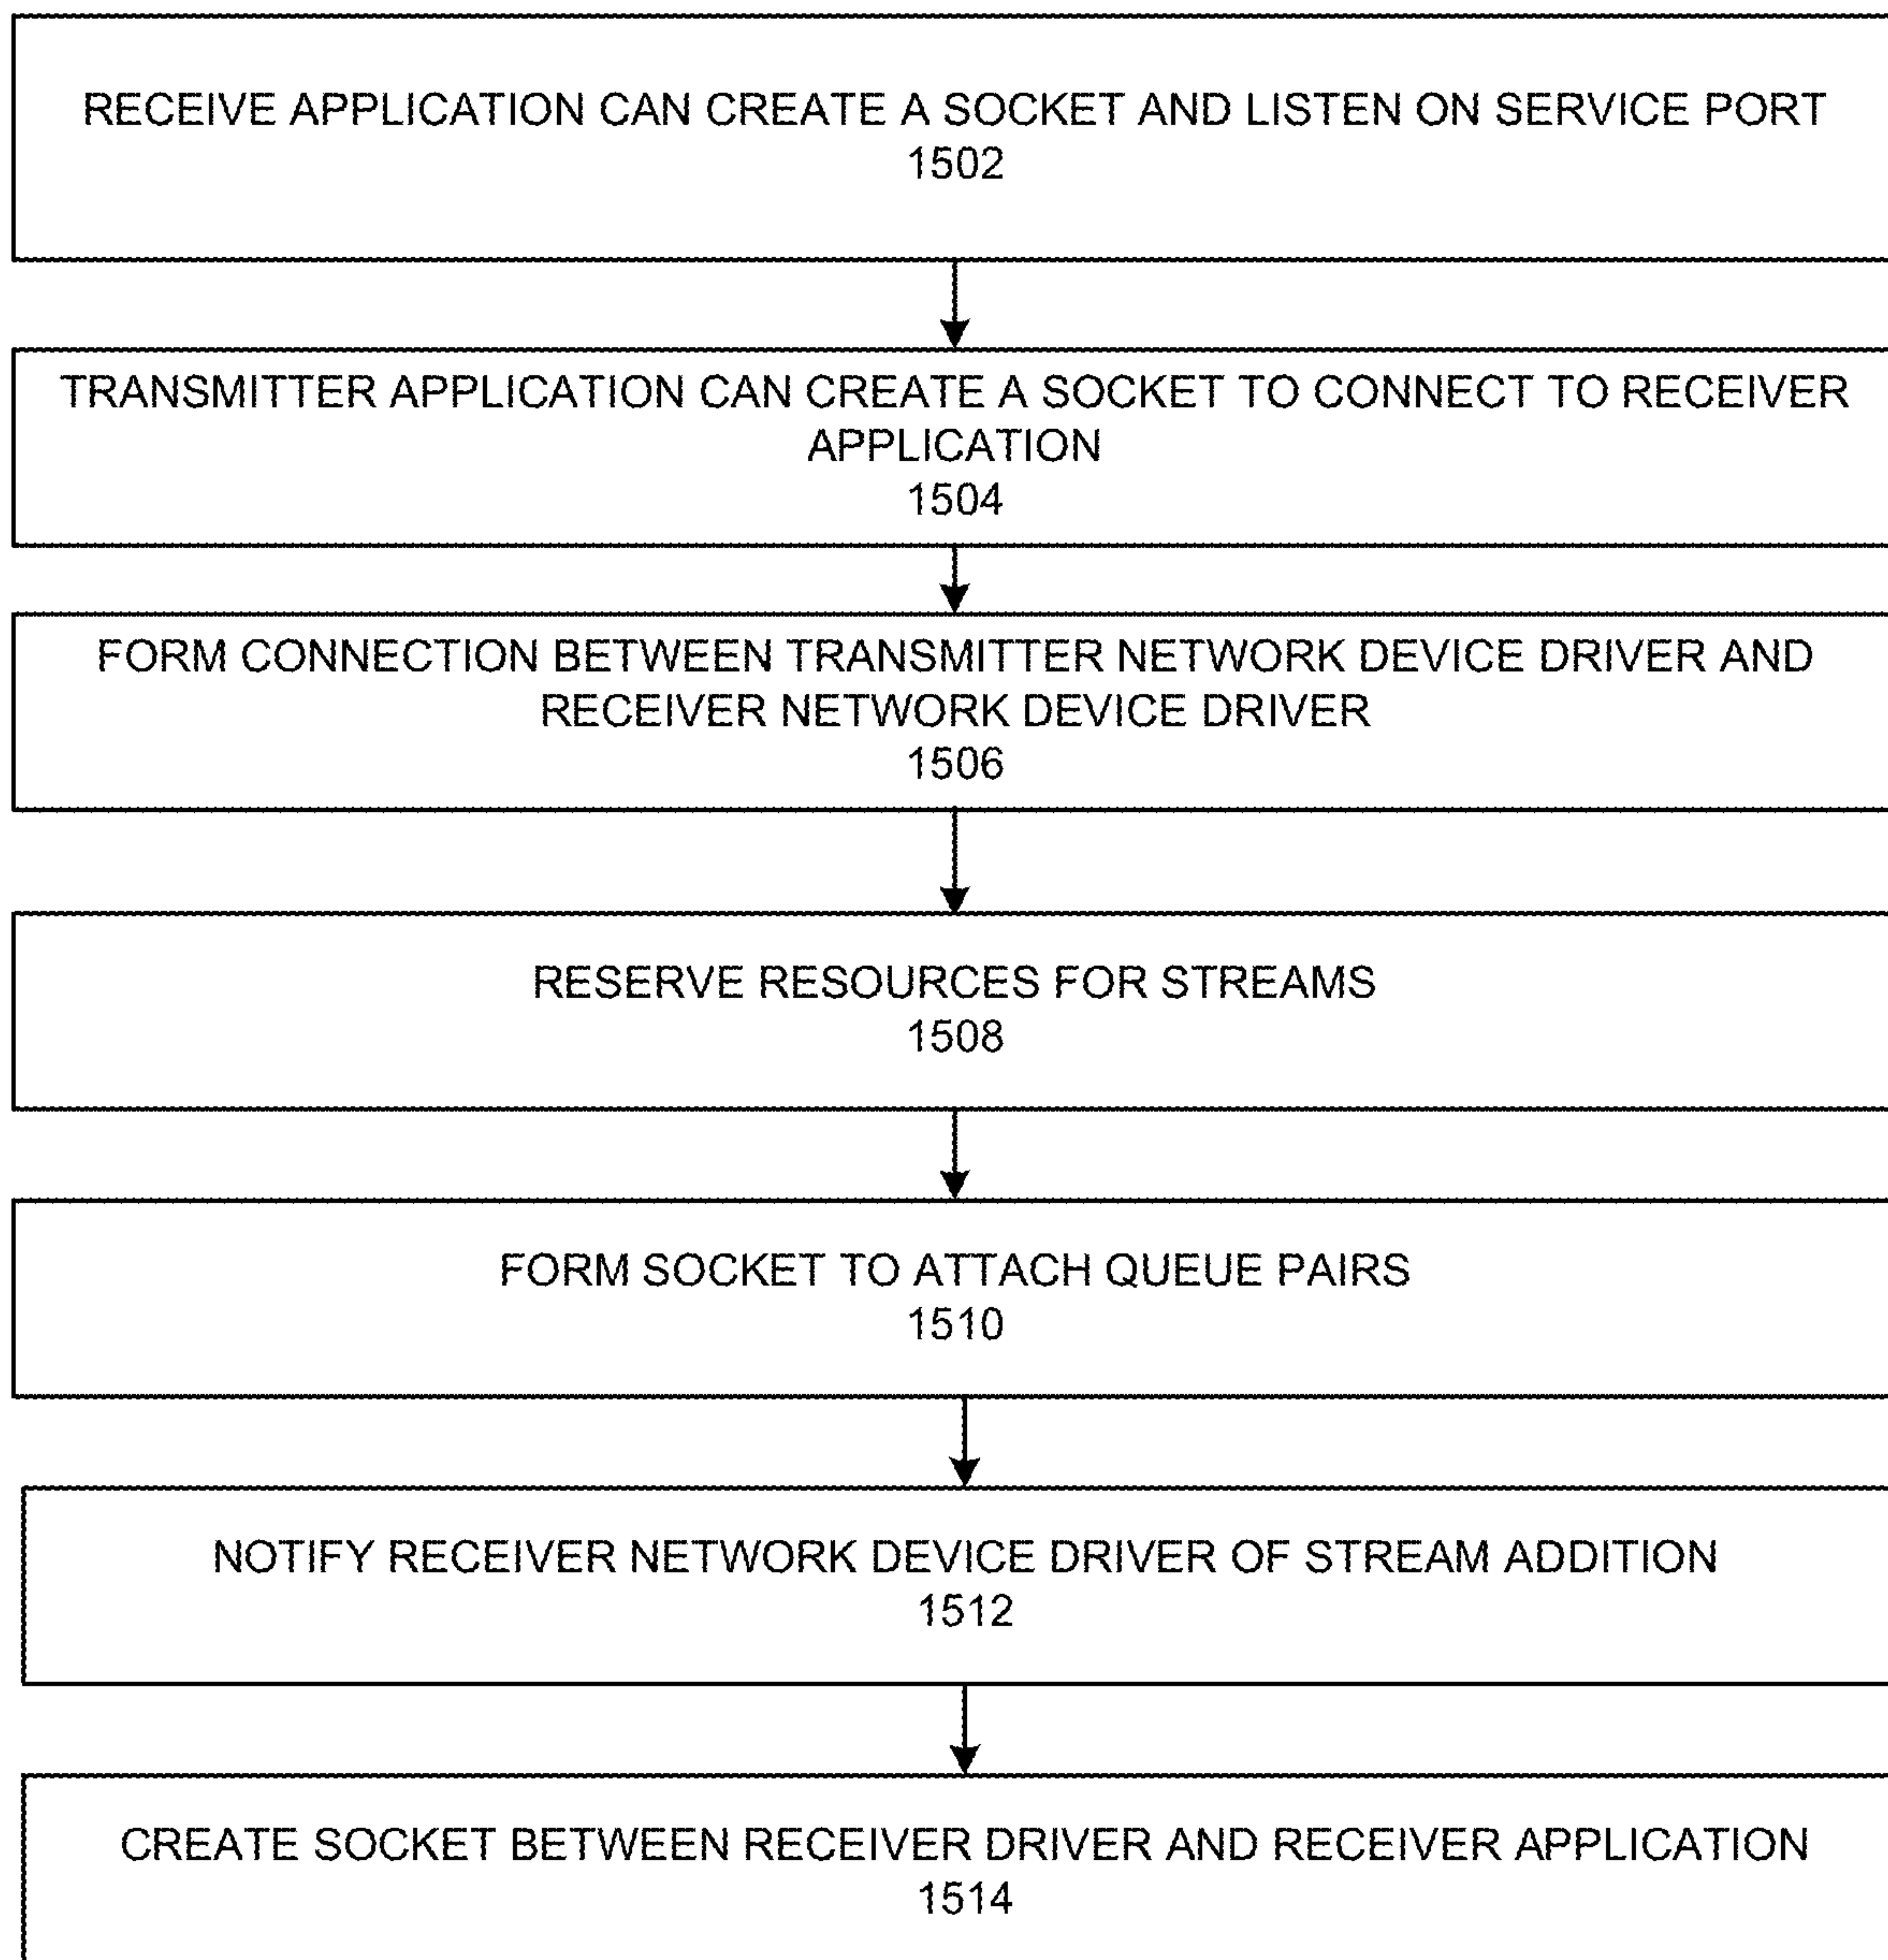 RECEIVE APPLICATION CAN CREATE A SOCKET AND LISTEN ON SERVICE PORT
1502
TRANSMITTER APPLICATION CAN CREATE A SOCKET TO CONNECT TO RECEIVER
APPLICATION
1504
FORM CONNECTION BETWEEN TRANSMITTER NETWORK DEVICE DRIVER AND
RECEIVER NETWORK DEVICE DRIVER
1506
RESERVE RESOURCES FOR STREAMS
1508
FORM SOCKET TO ATTACH QUEUE PAIRS
1510
NOTIFY RECEIVER NETWORK DEVICE DRIVER OF STREAM ADDITION
1512
CREATE SOCKET BETWEEN RECEIVER DRIVER AND RECEIVER APPLICATION
1514